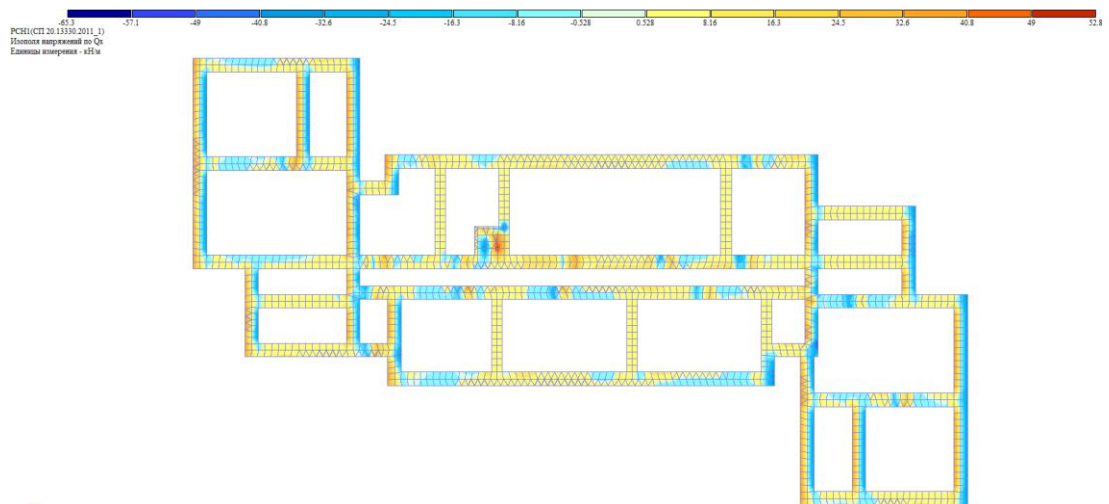 -65.3 -57.1 -49 -40.8 -32.6 -24.5 -16.3 -8.16 -0.528 0.528 8.16 16.3 24.5 32.6 40.8 49 52.8
РСН1(СП 20.13330.2011_1)
Изополя напряжений по Qx
Единицы измерения - кН/м